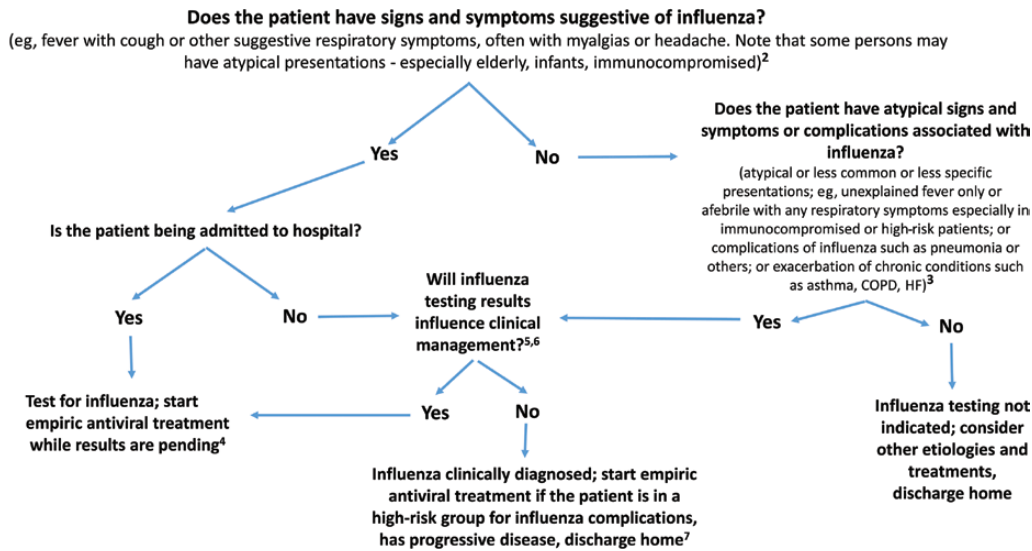 Does the patient have signs and symptoms suggestive of influenza?
(eg, fever with cough or other suggestive respiratory symptoms, often with myalgias or headache. Note that some persons may
have atypical presentations - especially elderly, infants, immunocompromised)²
Yes
No
Does the patient have atypical signs and
symptoms or complications associated with
influenza?
(atypical or less common or less specific
presentations; eg, unexplained fever only or
afebrile with any respiratory symptoms especially in
immunocompromised or high-risk patients; or
complications of influenza such as pneumonia or
others; or exacerbation of chronic conditions such
as asthma, COPD, HF)³
Is the patient being admitted to hospital?
Yes
No
Will influenza
testing results
influence clinical
management?⁵,⁶
Yes
No
Test for influenza; start
empiric antiviral treatment
while results are pending⁴
Yes
No
Influenza clinically diagnosed; start empiric
antiviral treatment if the patient is in a
high-risk group for influenza complications,
has progressive disease, discharge home⁷
Influenza testing not
indicated; consider
other etiologies and
treatments,
discharge home